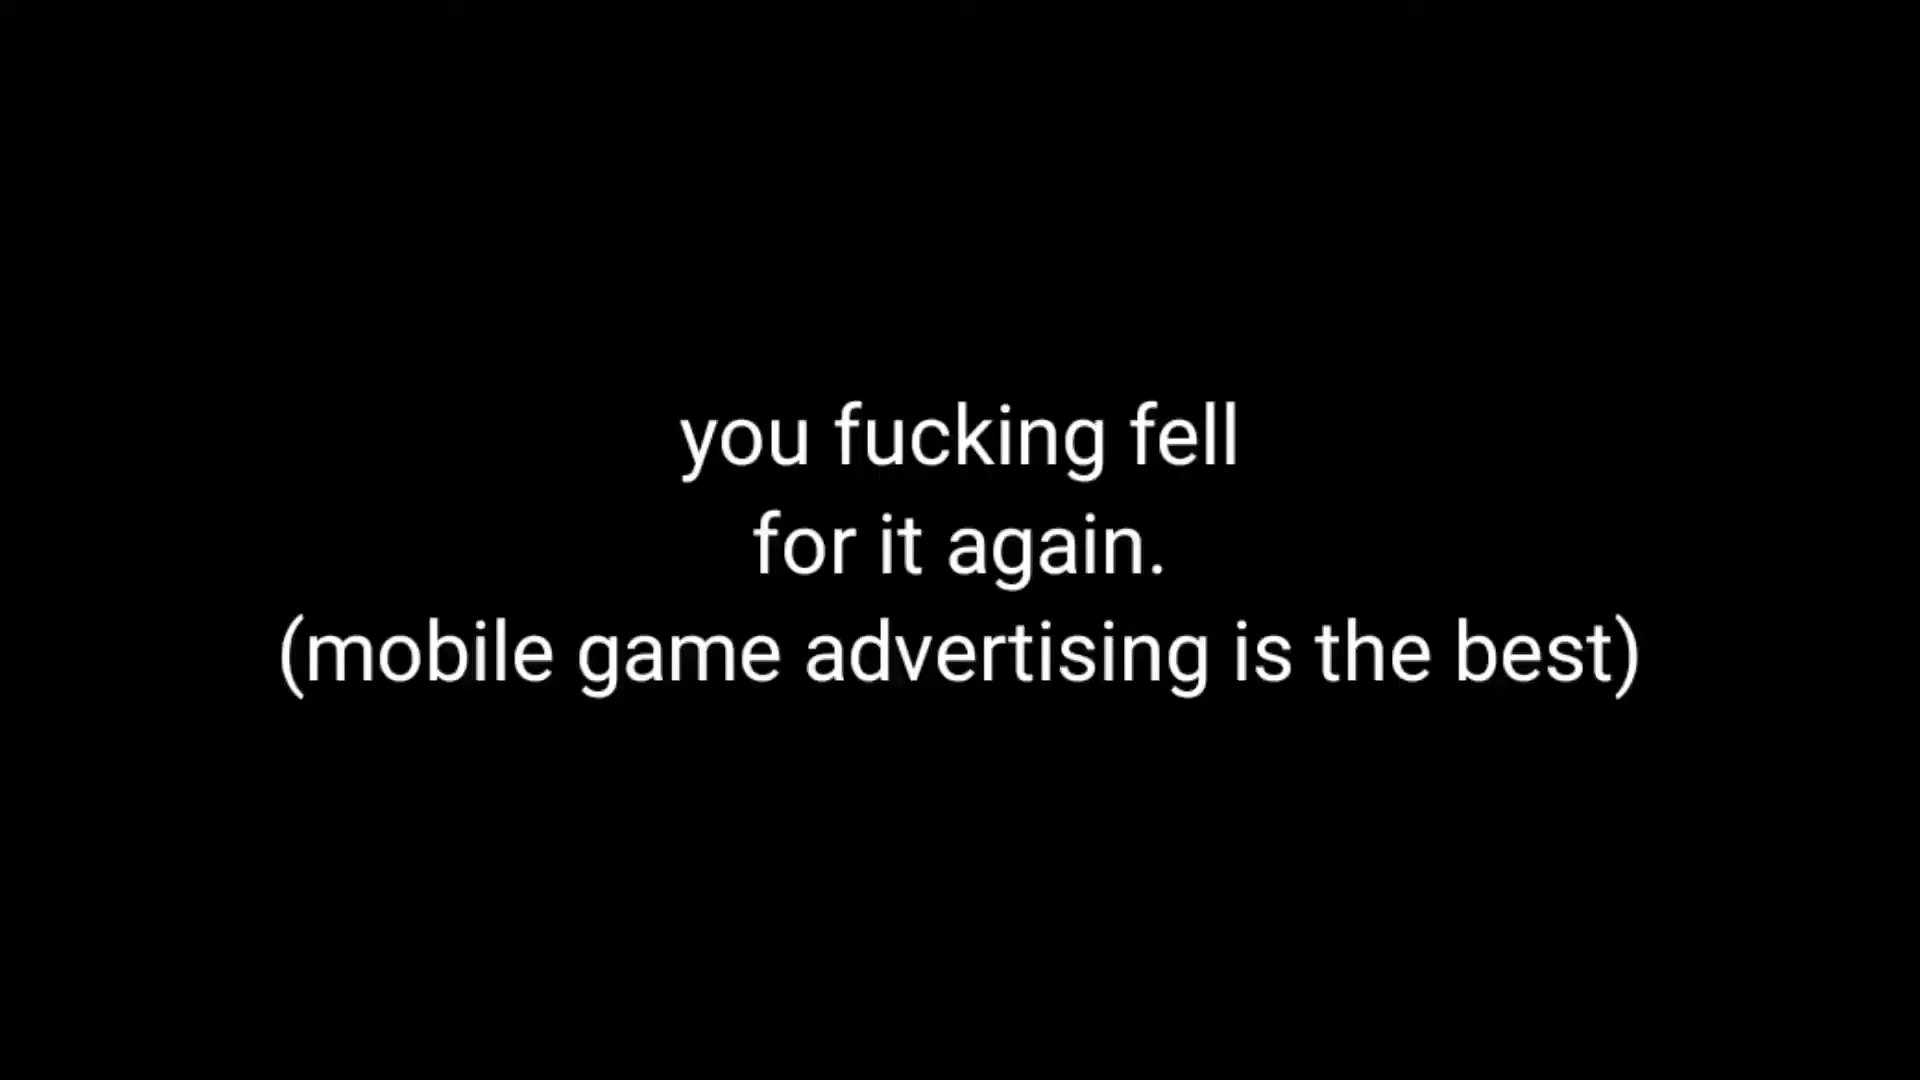 you fucking fell
for it again.
(mobile game advertising is the best)